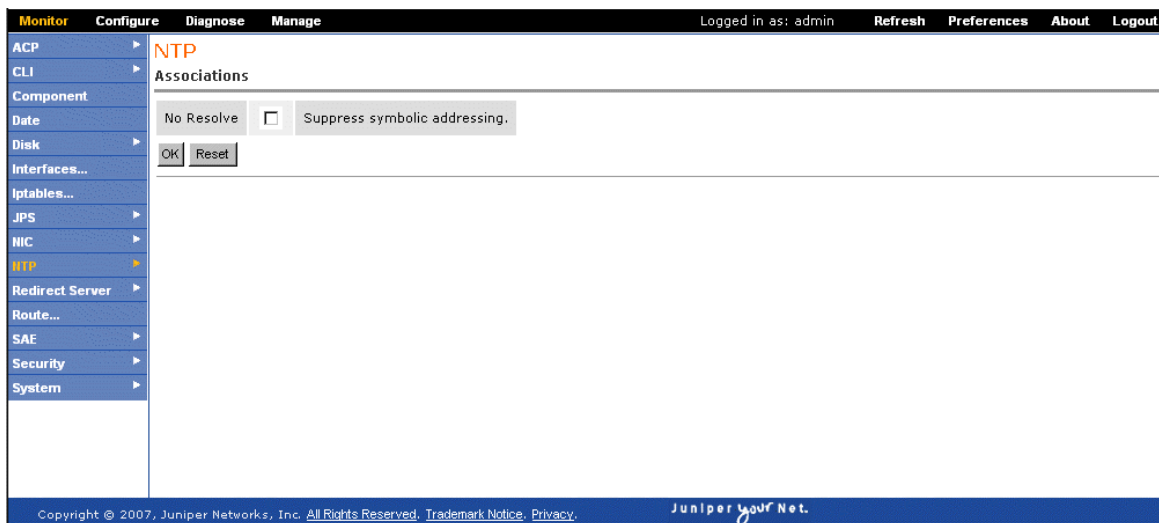 Monitor Configure Diagnose Manage Logged in as: admin Refresh Preferences About Logout
ACP
CLI
Component
Date
Disk
Interfaces...
Iptables...
JPS
NIC
NTP
Redirect Server
Route...
SAE
Security
System
NTP
Associations
No Resolve Suppress symbolic addressing.
OK Reset
Copyright © 2007, Juniper Networks, Inc. All Rights Reserved. Trademark Notice. Privacy.
Juniper your Net.